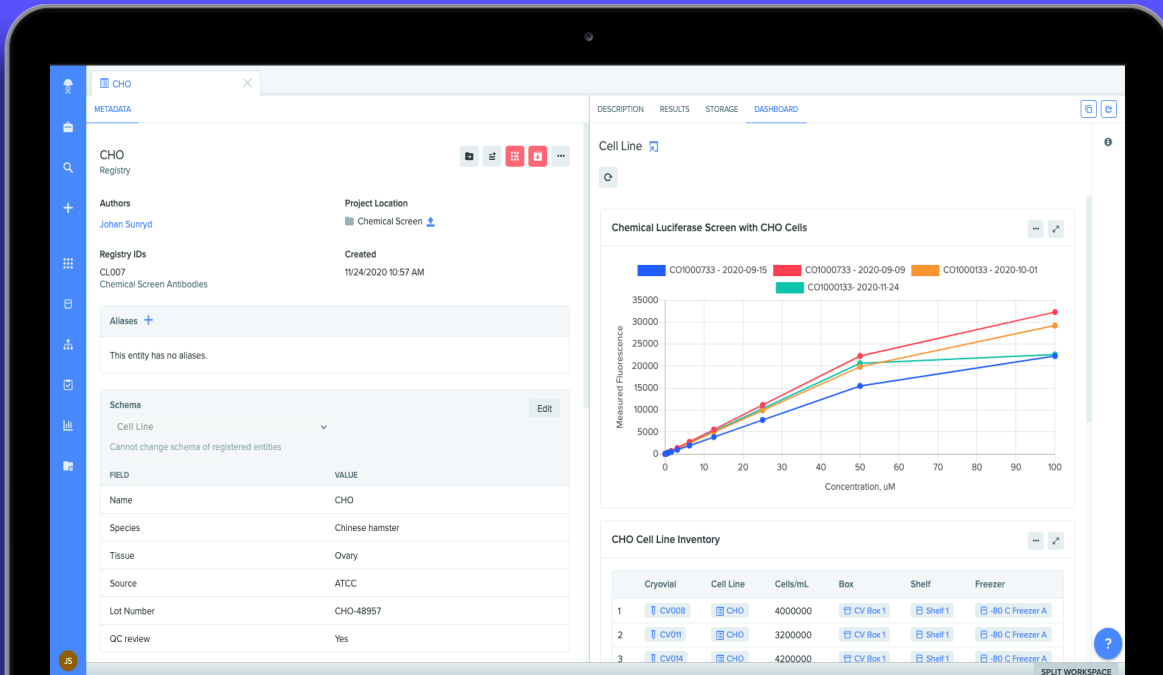 CHO
METADATA
CHO
Registry
Authors
Project Location
Johan Sunryd
Chemical Screen
Registry IDs
Created
CL007
11/24/2020 10:57 AM
Chemical Screen Antibodies
Aliases +
This entity has no aliases.
Schema
Edit
Cell Line
Cannot change schema of registered entities
FIELD VALUE
Name CHO
Species Chinese hamster
Tissue Ovary
Source ATCC
Lot Number CHO-48957
QC review Yes
JS
DESCRIPTION RESULTS STORAGE DASHBOARD
Cell Line
Chemical Luciferase Screen with CHO Cells
CO1000733 - 2020-09-15 CO1000733 - 2020-09-09 CO1000133 - 2020-10-01
CO1000133- 2020-11-24
35000
30000
25000
20000
15000
10000
5000
0
Measured Fluorescence
0 10 20 30 40 50 60 70 80 90 100
Concentration, uM
CHO Cell Line Inventory
Cryovial Cell Line Cells/mL Box Shelf Freezer
1 CV008 CHO 4000000 CV Box 1 Shelf 1 -80 C Freezer A
2 CV011 CHO 3200000 CV Box 1 Shelf 1 -80 C Freezer A
3 CV014 CHO 4200000 CV Box 1 Shelf 1 -80 C Freezer A
?
SPLIT WORKSPACE